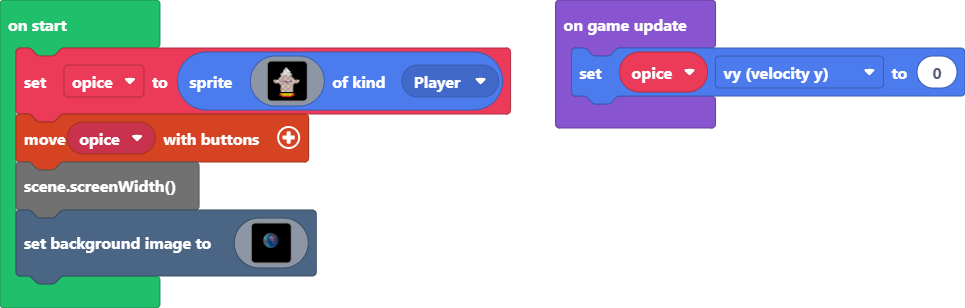 on start
set opice to sprite of kind Player
move opice with buttons
scene.screenWidth()
set background image to
on game update
set opice vy (velocity y) to 0